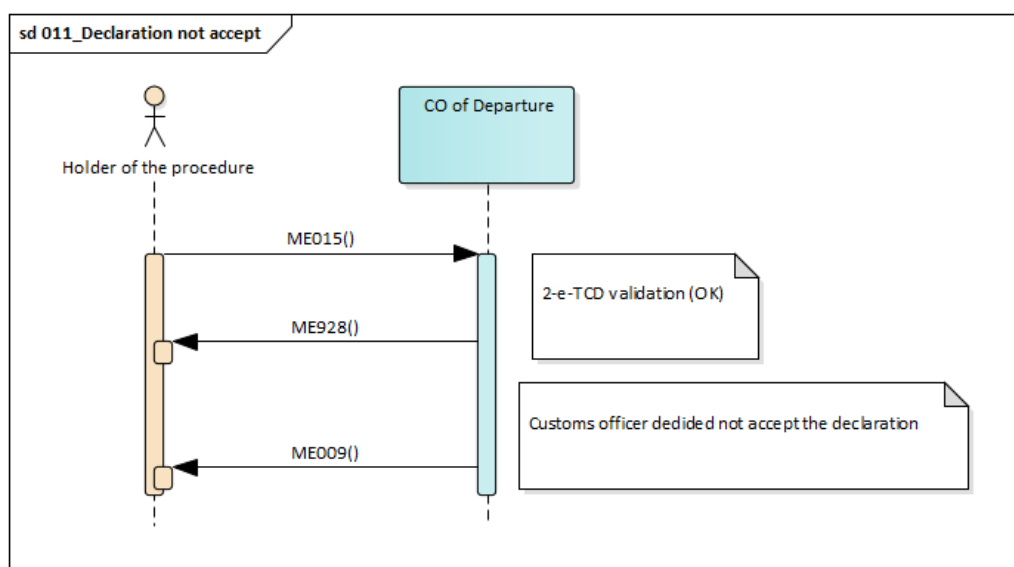 sd 011_Declaration not accept
CO of Departure
Holder of the procedure
ME015()
2-e-TCD validation (OK)
ME928()
Customs officer dedided not accept the declaration
ME009()